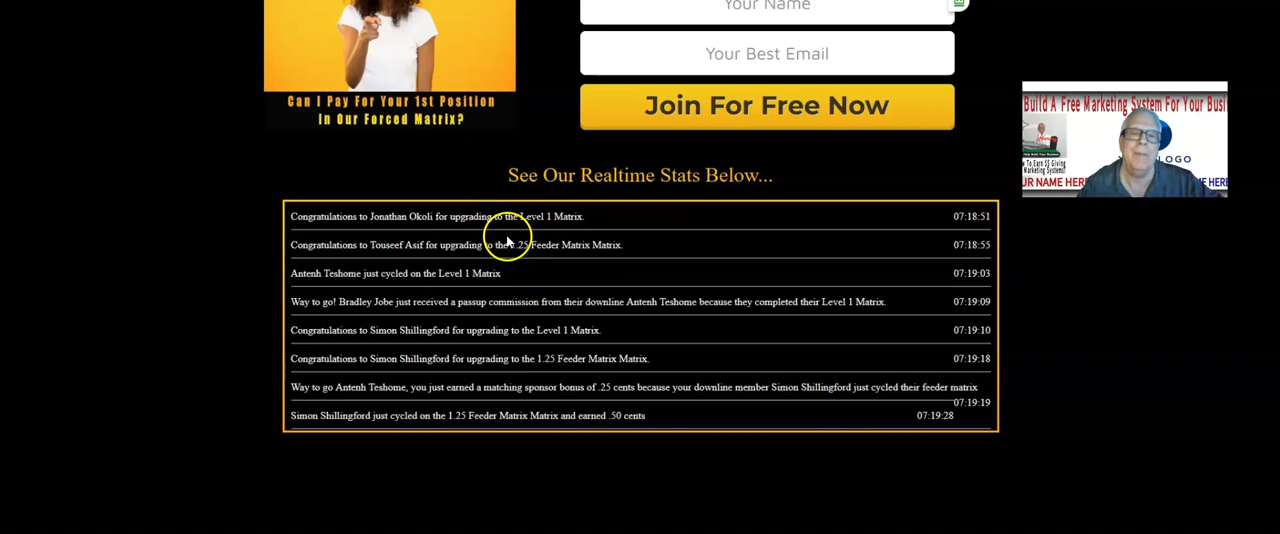 Your Name
Your Best Email
Join For Free Now
Can I Pay For Your 1st Position
In Our Forced Matrix?
Build A Free Marketing System For Your Busi
LOGO
To Earn $$ Giving
Marketing Systems!
UR NAME HERE
HERE
See Our Realtime Stats Below...
Congratulations to Jonathan Okoli for upgrading to the Level 1 Matrix. 07:18:51
Congratulations to Touseef Asif for upgrading to the 1.25 Feeder Matrix Matrix. 07:18:55
Antenh Teshome just cycled on the Level 1 Matrix 07:19:03
Way to go! Bradley Jobe just received a passup commission from their downline Antenh Teshome because they completed their Level 1 Matrix. 07:19:09
Congratulations to Simon Shillingford for upgrading to the Level 1 Matrix. 07:19:10
Congratulations to Simon Shillingford for upgrading to the 1.25 Feeder Matrix Matrix. 07:19:18
Way to go Antenh Teshome, you just earned a matching sponsor bonus of .25 cents because your downline member Simon Shillingford just cycled their feeder matrix
07:19:19
Simon Shillingford just cycled on the 1.25 Feeder Matrix Matrix and earned .50 cents 07:19:28